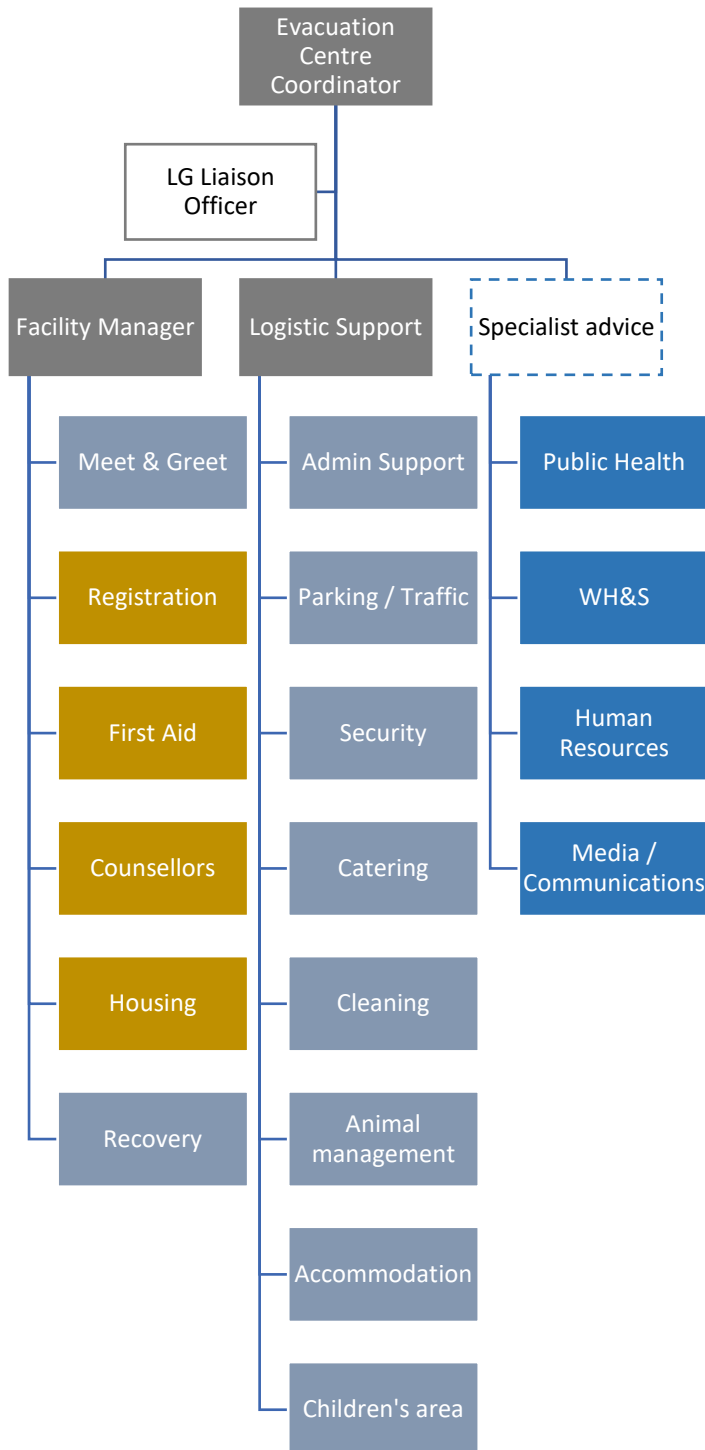 Evacuation
Centre
Coordinator
LG Liaison
Officer
Facility Manager
Logistic Support
Specialist advice
Meet & Greet
Registration
First Aid
Counsellors
Housing
Recovery
Admin Support
Parking / Traffic
Security
Catering
Cleaning
Animal
management
Accommodation
Children's area
Public Health
WH&S
Human
Resources
Media /
Communications